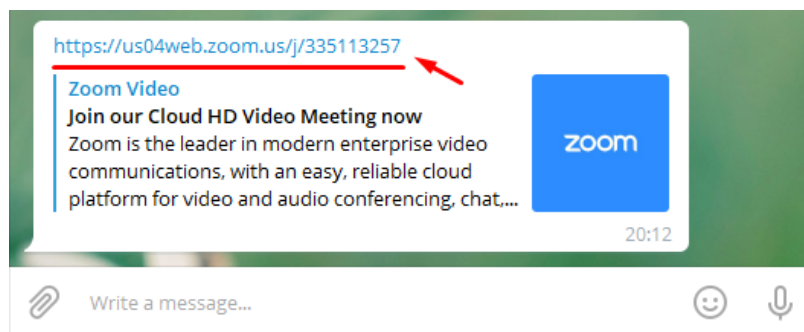 https://us04web.zoom.us/j/335113257
Zoom Video
Join our Cloud HD Video Meeting now
Zoom is the leader in modern enterprise video
communications, with an easy, reliable cloud
platform for video and audio conferencing, chat,...
zoom
20:12
Write a message...